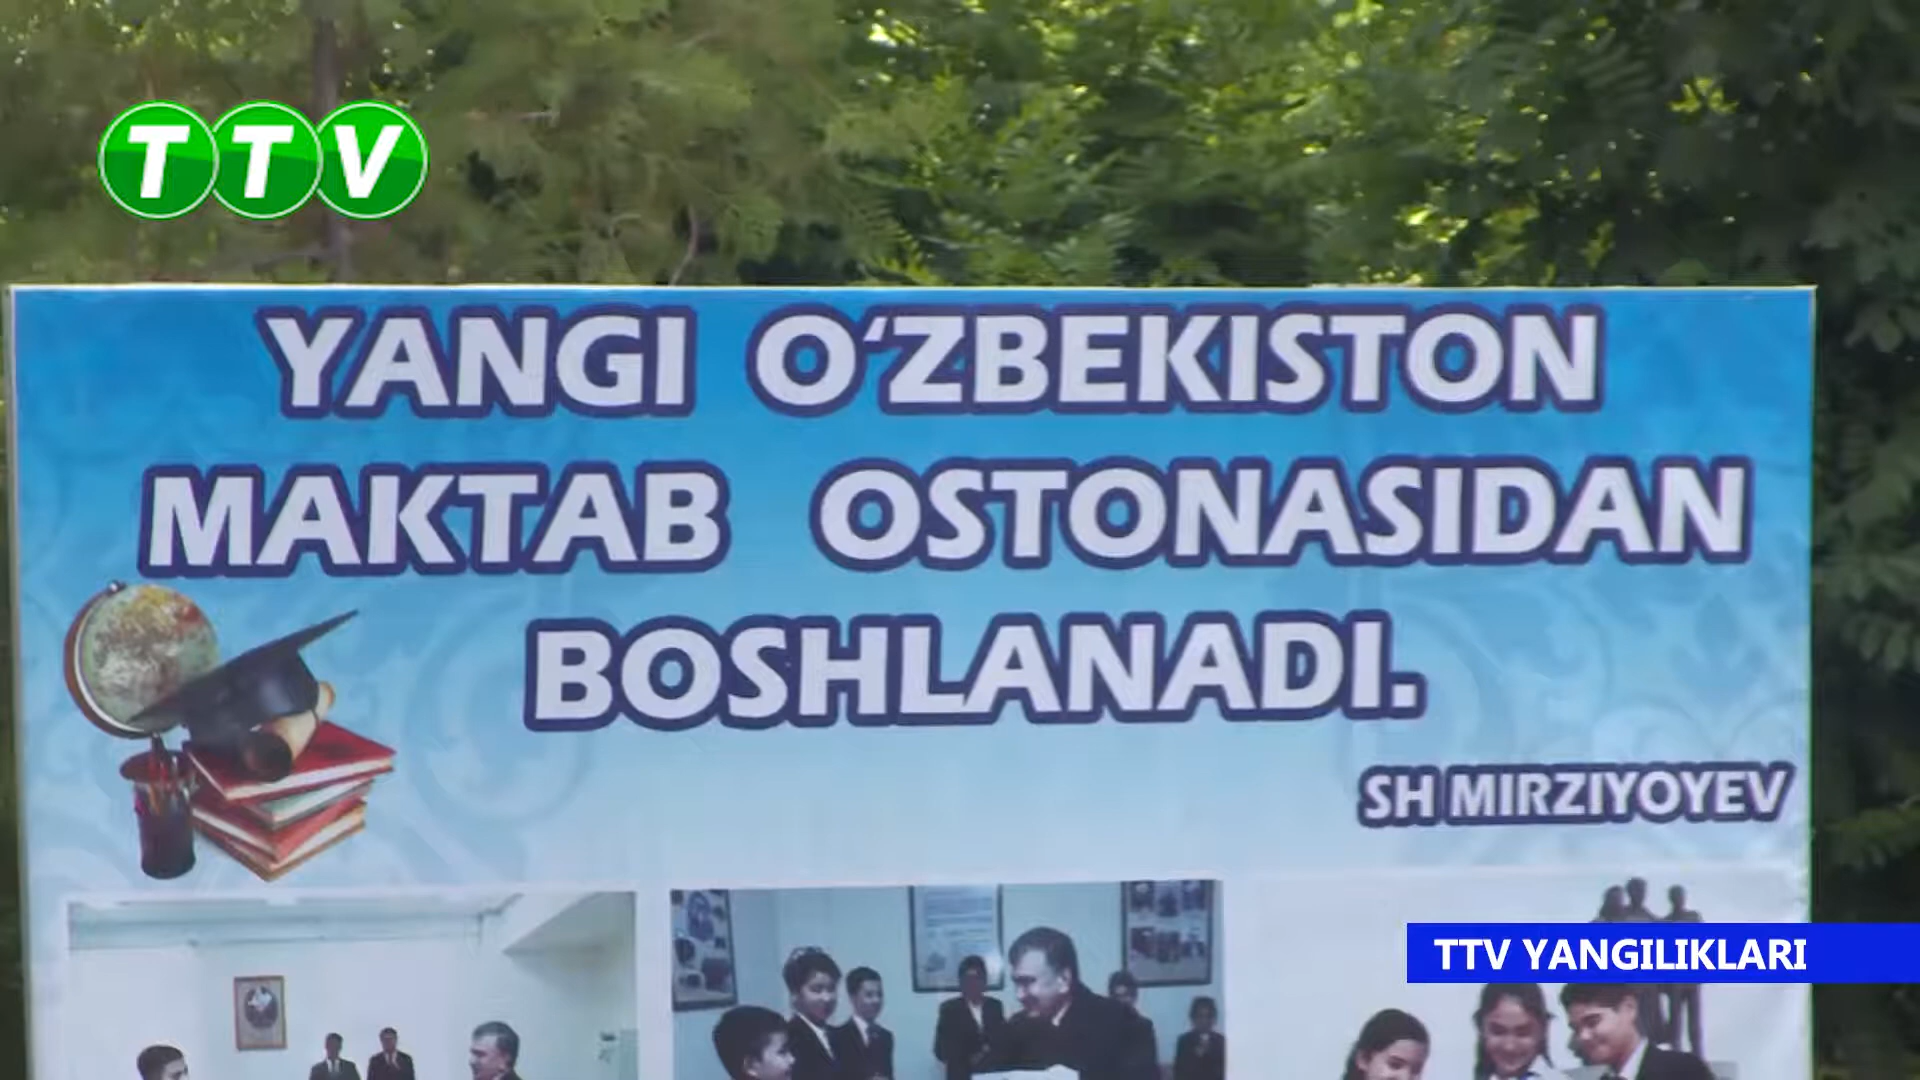 TTV
YANGI O‘ZBEKISTON
MAKTAB OSTONASIDAN
BOSHLANADI.
SH MIRZIYOYEV
TTV YANGILIKLARI